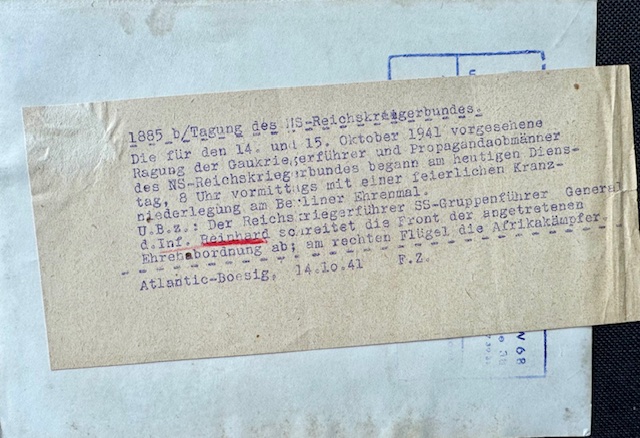 1885 b/Tagung des NS-Reichskriegerbundes.
Die für den 14. und 15. Oktober 1941 vorgesehene
Ragung der Gaukriegerführer und Propagandaobmänner
des NS-Reichskriegerbundes begann am heutigen Diens-
tag, 8 Uhr vormittags mit einer feierlichen Kranz-
niederlegung am Berliner Ehrenmal.
U.B.z.: Der Reichskriegerführer SS-Gruppenführer General
d.Inf. Reinhard schreitet die Front der angetretenen
Ehrenabordnung ab; am rechten Flügel die Afrikakämpfer.
Atlantic-Boesig. 14.10.41 F.Z.
N 68